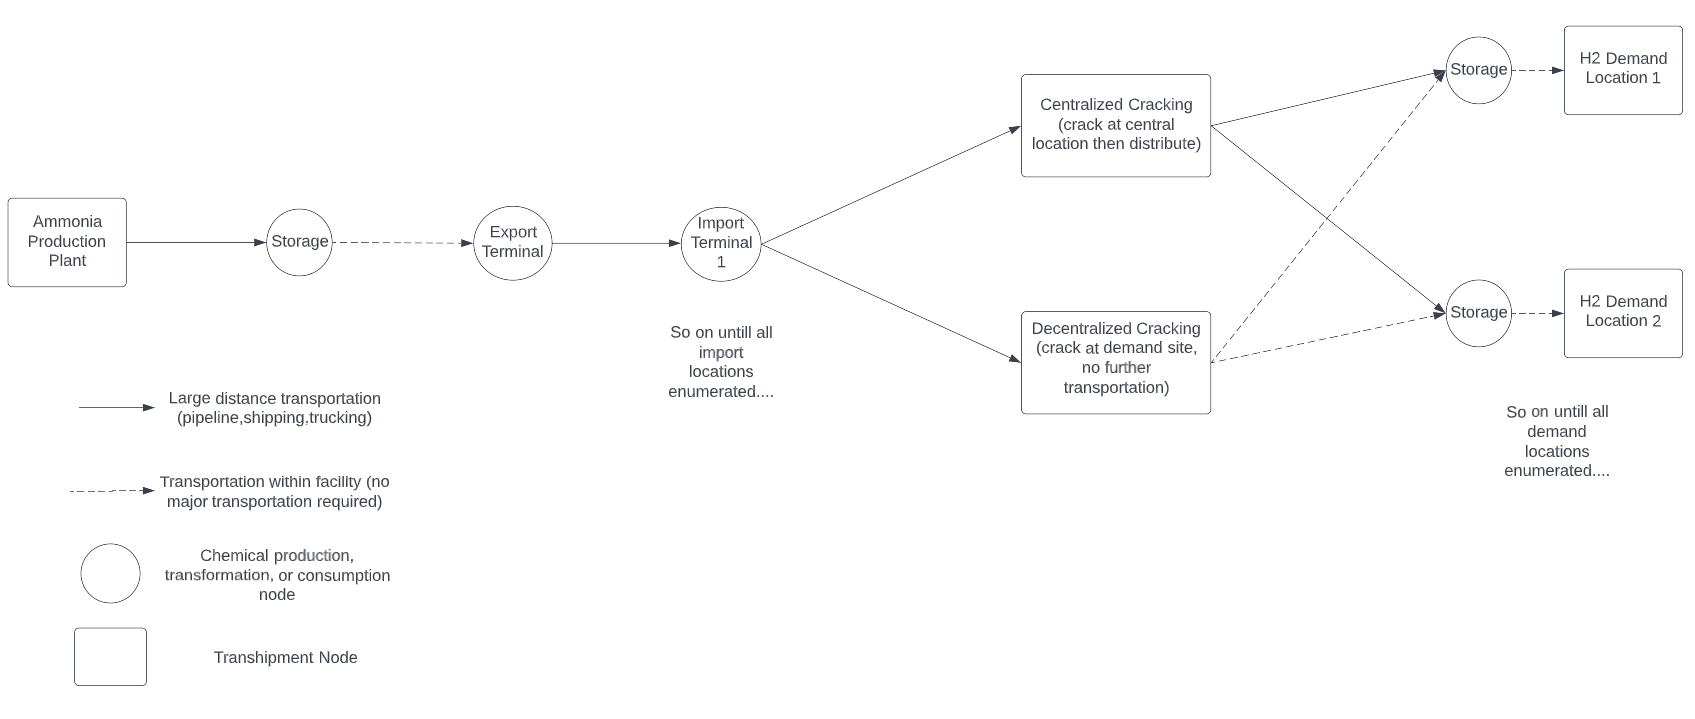 Ammonia
Production
Plant
Storage
Export
Terminal
Import
Terminal
1
So on untill all
import
locations
enumerated....
Centralized Cracking
(crack at central
location then distribute)
Decentralized Cracking
(crack at demand site,
no further
transportation)
Storage
H2 Demand
Location 1
Storage
H2 Demand
Location 2
So on untill all
demand
locations
enumerated....
Large distance transportation
(pipeline,shipping,trucking)
Transportation within facility (no
major transportation required)
Chemical production,
transformation, or consumption
node
Transhipment Node